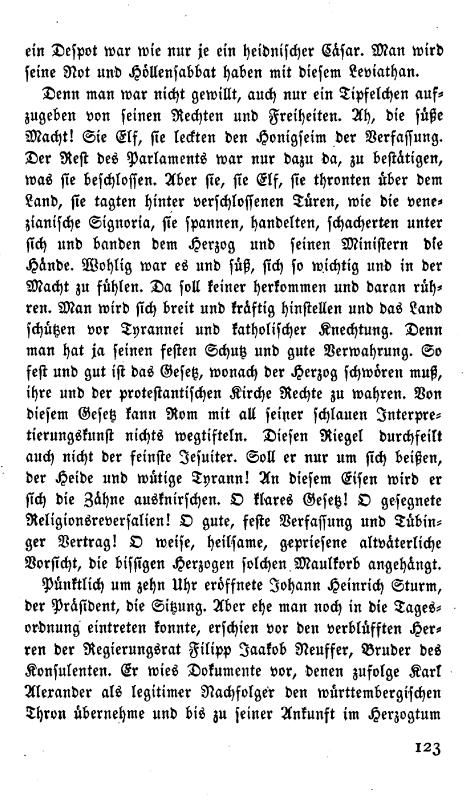 ein Despot war wie nur je ein heidnischer Cäsar. Man wird
seine Not und Höllensabbat haben mit diesem Leviathan.
Denn man war nicht gewillt, auch nur ein Tipfelchen auf-
zugeben von seinen Rechten und Freiheiten. Ah, die süße
Macht! Sie Elf, sie leckten den Honigseim der Verfassung.
Der Rest des Parlaments war nur dazu da, zu bestätigen,
was sie beschlossen. Aber sie, sie Elf, sie thronten über dem
Land, sie tagten hinter verschlossenen Türen, wie die vene-
zianische Signoria, sie spannen, handelten, schacherten unter
sich und banden dem Herzog und seinen Ministern die
Hände. Wohlig war es und süß, sich so wichtig und in der
Macht zu fühlen. Da soll keiner herkommen und daran rüh-
ren. Man wird sich breit und kräftig hinstellen und das Land
schützen vor Tyrannei und katholischer Knechtung. Denn
man hat ja seinen festen Schutz und gute Verwahrung. So
fest und gut ist das Gesetz, wonach der Herzog schwören muß,
ihre und der protestantischen Kirche Rechte zu wahren. Von
diesem Gesetz kann Rom mit all seiner schlauen Interpre-
tierungskunst nichts wegtifteln. Diesen Riegel durchfeilt
auch nicht der feinste Jesuiter. Soll er nur um sich beißen,
der Heide und wütige Tyrann! An diesem Eisen wird er
sich die Zähne ausknirschen. O klares Gesetz! O gesegnete
Religionsreversalien! O gute, feste Verfassung und Tübin-
ger Vertrag! O weise, heilsame, gepriesene altväterliche
Vorsicht, die bissigen Herzogen solchen Maulkorb angehängt.
Pünktlich um zehn Uhr eröffnete Johann Heinrich Sturm,
der Präsident, die Sitzung. Aber ehe man noch in die Tages-
ordnung eintreten konnte, erschien vor den verblüfften Her-
ren der Regierungsrat Filipp Jaakob Neuffer, Bruder des
Konsulenten. Er wies Dokumente vor, denen zufolge Karl
Alexander als legitimer Nachfolger den württembergischen
Thron übernehme und bis zu seiner Ankunft im Herzogtum
123